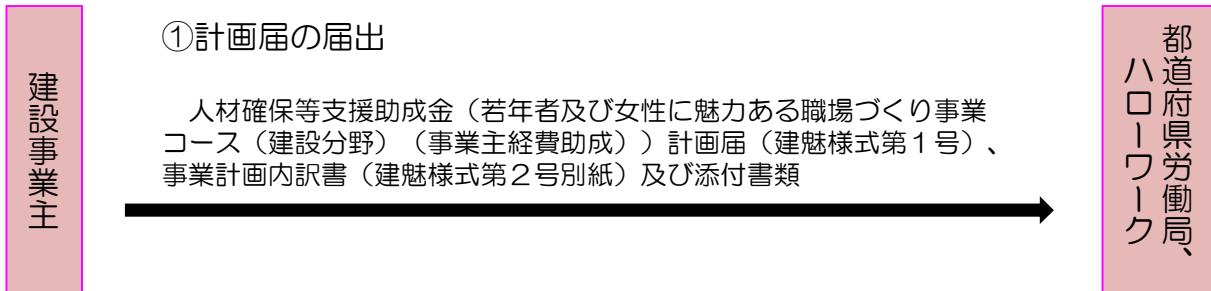 建設事業主
①計画届の届出
人材確保等支援助成金(若年者及び女性に魅力ある職場づくり事業
コース(建設分野)(事業主経費助成))計画届(建魅様式第1号)、
事業計画内訳書(建魅様式第2号別紙)及び添付書類
都道府県労働局、
ハローワーク